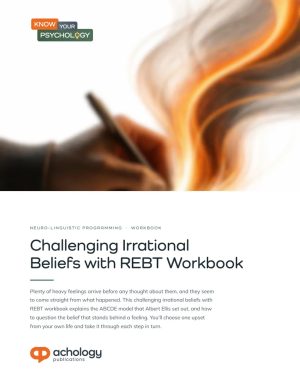 KNOW YOUR
PSYCHOLOGY
NEURO-LINGUISTIC PROGRAMMING WORKBOOK
Challenging Irrational
Beliefs with REBT Workbook
Plenty of heavy feelings arrive before any thought about them, and they seem
to come straight from what happened. This challenging irrational beliefs with
REBT workbook explains the ABCDE model that Albert Ellis set out, and how
to question the belief that stands behind a feeling. You'll choose one upset
from your own life and take it through each step in turn.
achology
publications